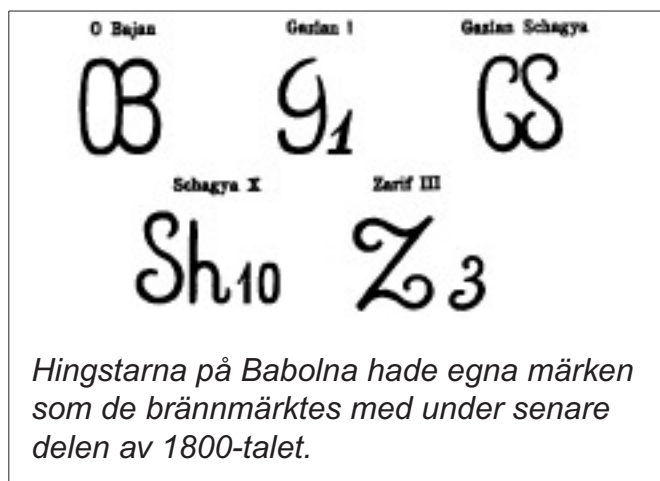 O Bajan Gazlan I Gazlan Schagya
OB G1 GS
Schagya X Zarif III
Sh10 Z 3
Hingstarna på Babolna hade egna märken
som de brännmärktes med under senare
delen av 1800-talet.